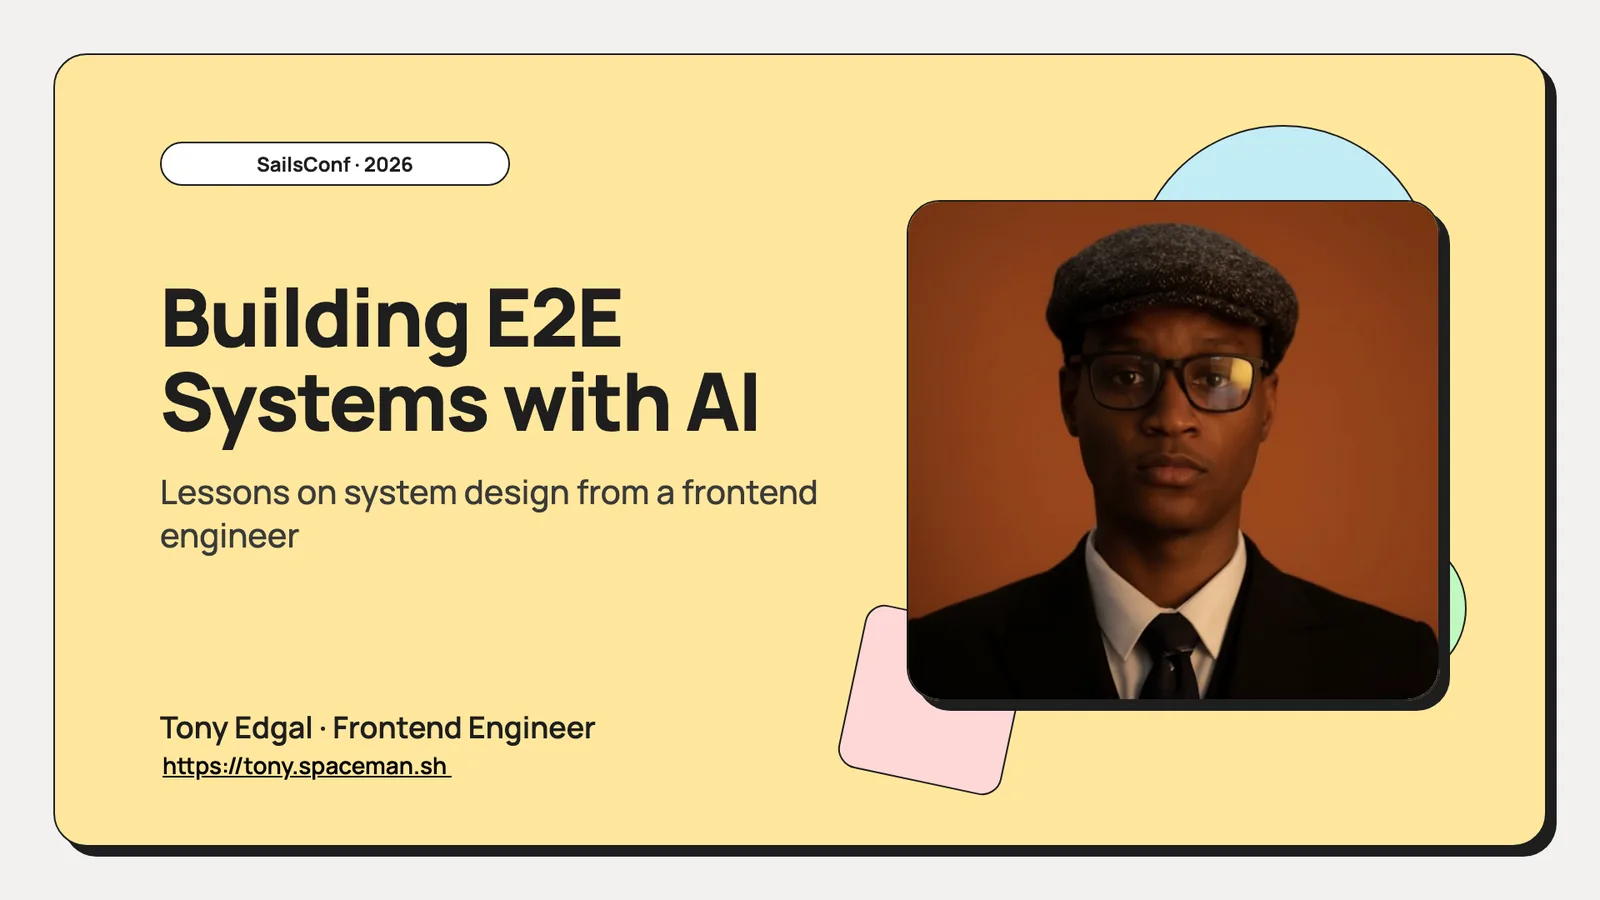 SailsConf · 2026
Building E2E
Systems with AI
Lessons on system design from a frontend
engineer
Tony Edgal · Frontend Engineer
https://tony.spaceman.sh